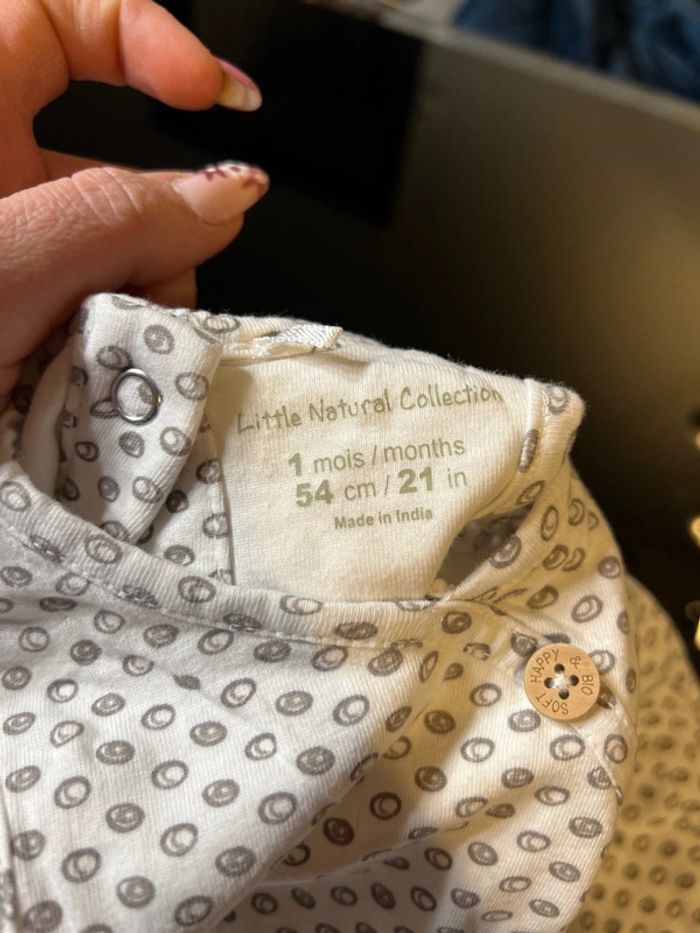 Little Natural Collection
1 mois / months
54 cm / 21 in
Made in India
SOFT HAPPY & BIO